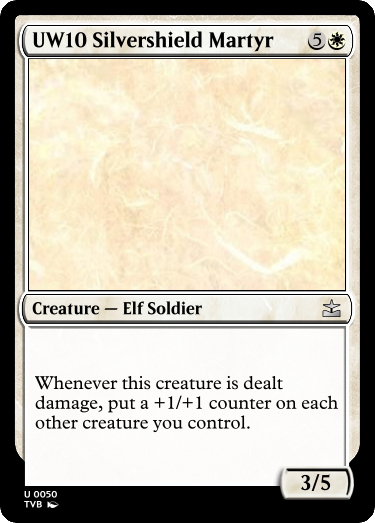 UW10 Silvershield Martyr 5
Creature — Elf Soldier
Whenever this creature is dealt
damage, put a +1/+1 counter on each
other creature you control.
3/5
U 0050
TVB